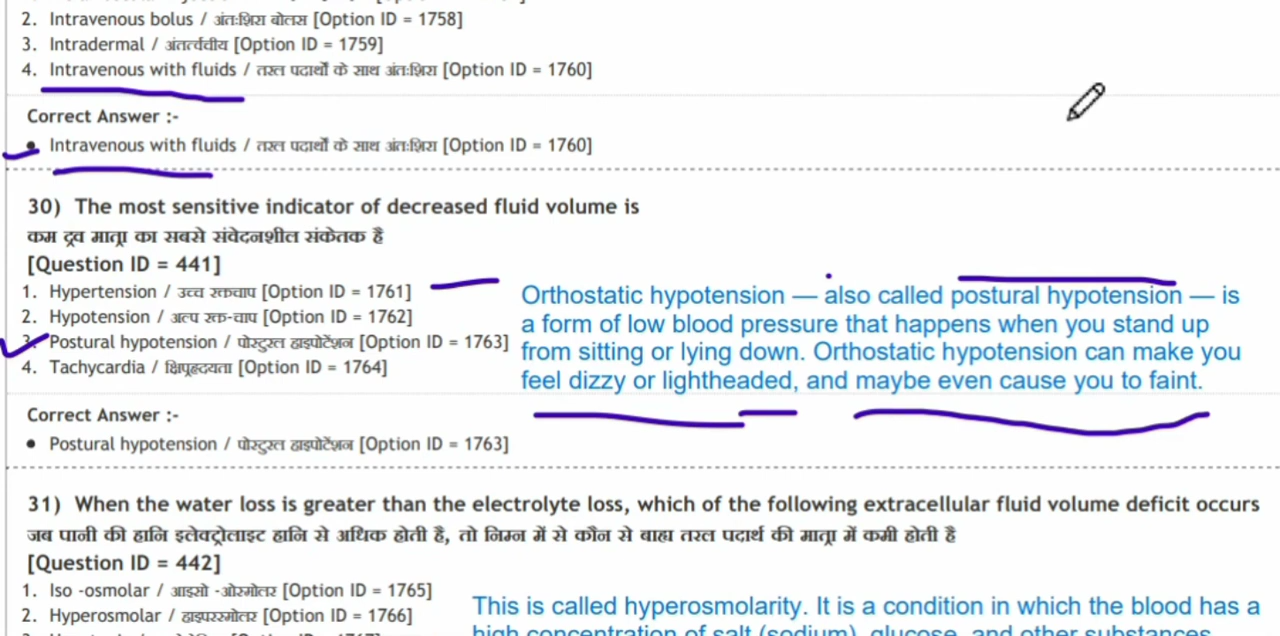 2. Intravenous bolus / अंतःशिरा बोलस [Option ID = 1758]
3. Intradermal / अंतर्त्वचीय [Option ID = 1759]
4. Intravenous with fluids / तरल पदार्थों के साथ अंतःशिरा [Option ID = 1760]
Correct Answer :-
• Intravenous with fluids / तरल पदार्थों के साथ अंतःशिरा [Option ID = 1760]
30) The most sensitive indicator of decreased fluid volume is
कम द्रव मात्रा का सबसे संवेदनशील संकेतक है
[Question ID = 441]
1. Hypertension / उच्च रक्तचाप [Option ID = 1761]
2. Hypotension / अल्प रक्त-चाप [Option ID = 1762]
3. Postural hypotension / पोस्टुरल हाइपोटेंशन [Option ID = 1763]
4. Tachycardia / क्षिप्रहृदयता [Option ID = 1764]
Orthostatic hypotension — also called postural hypotension — is
a form of low blood pressure that happens when you stand up
from sitting or lying down. Orthostatic hypotension can make you
feel dizzy or lightheaded, and maybe even cause you to faint.
Correct Answer :-
• Postural hypotension / पोस्टुरल हाइपोटेंशन [Option ID = 1763]
31) When the water loss is greater than the electrolyte loss, which of the following extracellular fluid volume deficit occurs
जब पानी की हानि इलेक्ट्रोलाइट हानि से अधिक होती है, तो निम्न में से कौन से बाह्य तरल पदार्थ की मात्रा में कमी होती है
[Question ID = 442]
1. Iso -osmolar / आइसो -ओस्मोलर [Option ID = 1765]
2. Hyperosmolar / हाइपरस्मोलर [Option ID = 1766]
This is called hyperosmolarity. It is a condition in which the blood has a
high concentration of salt (sodium), glucose, and other substances